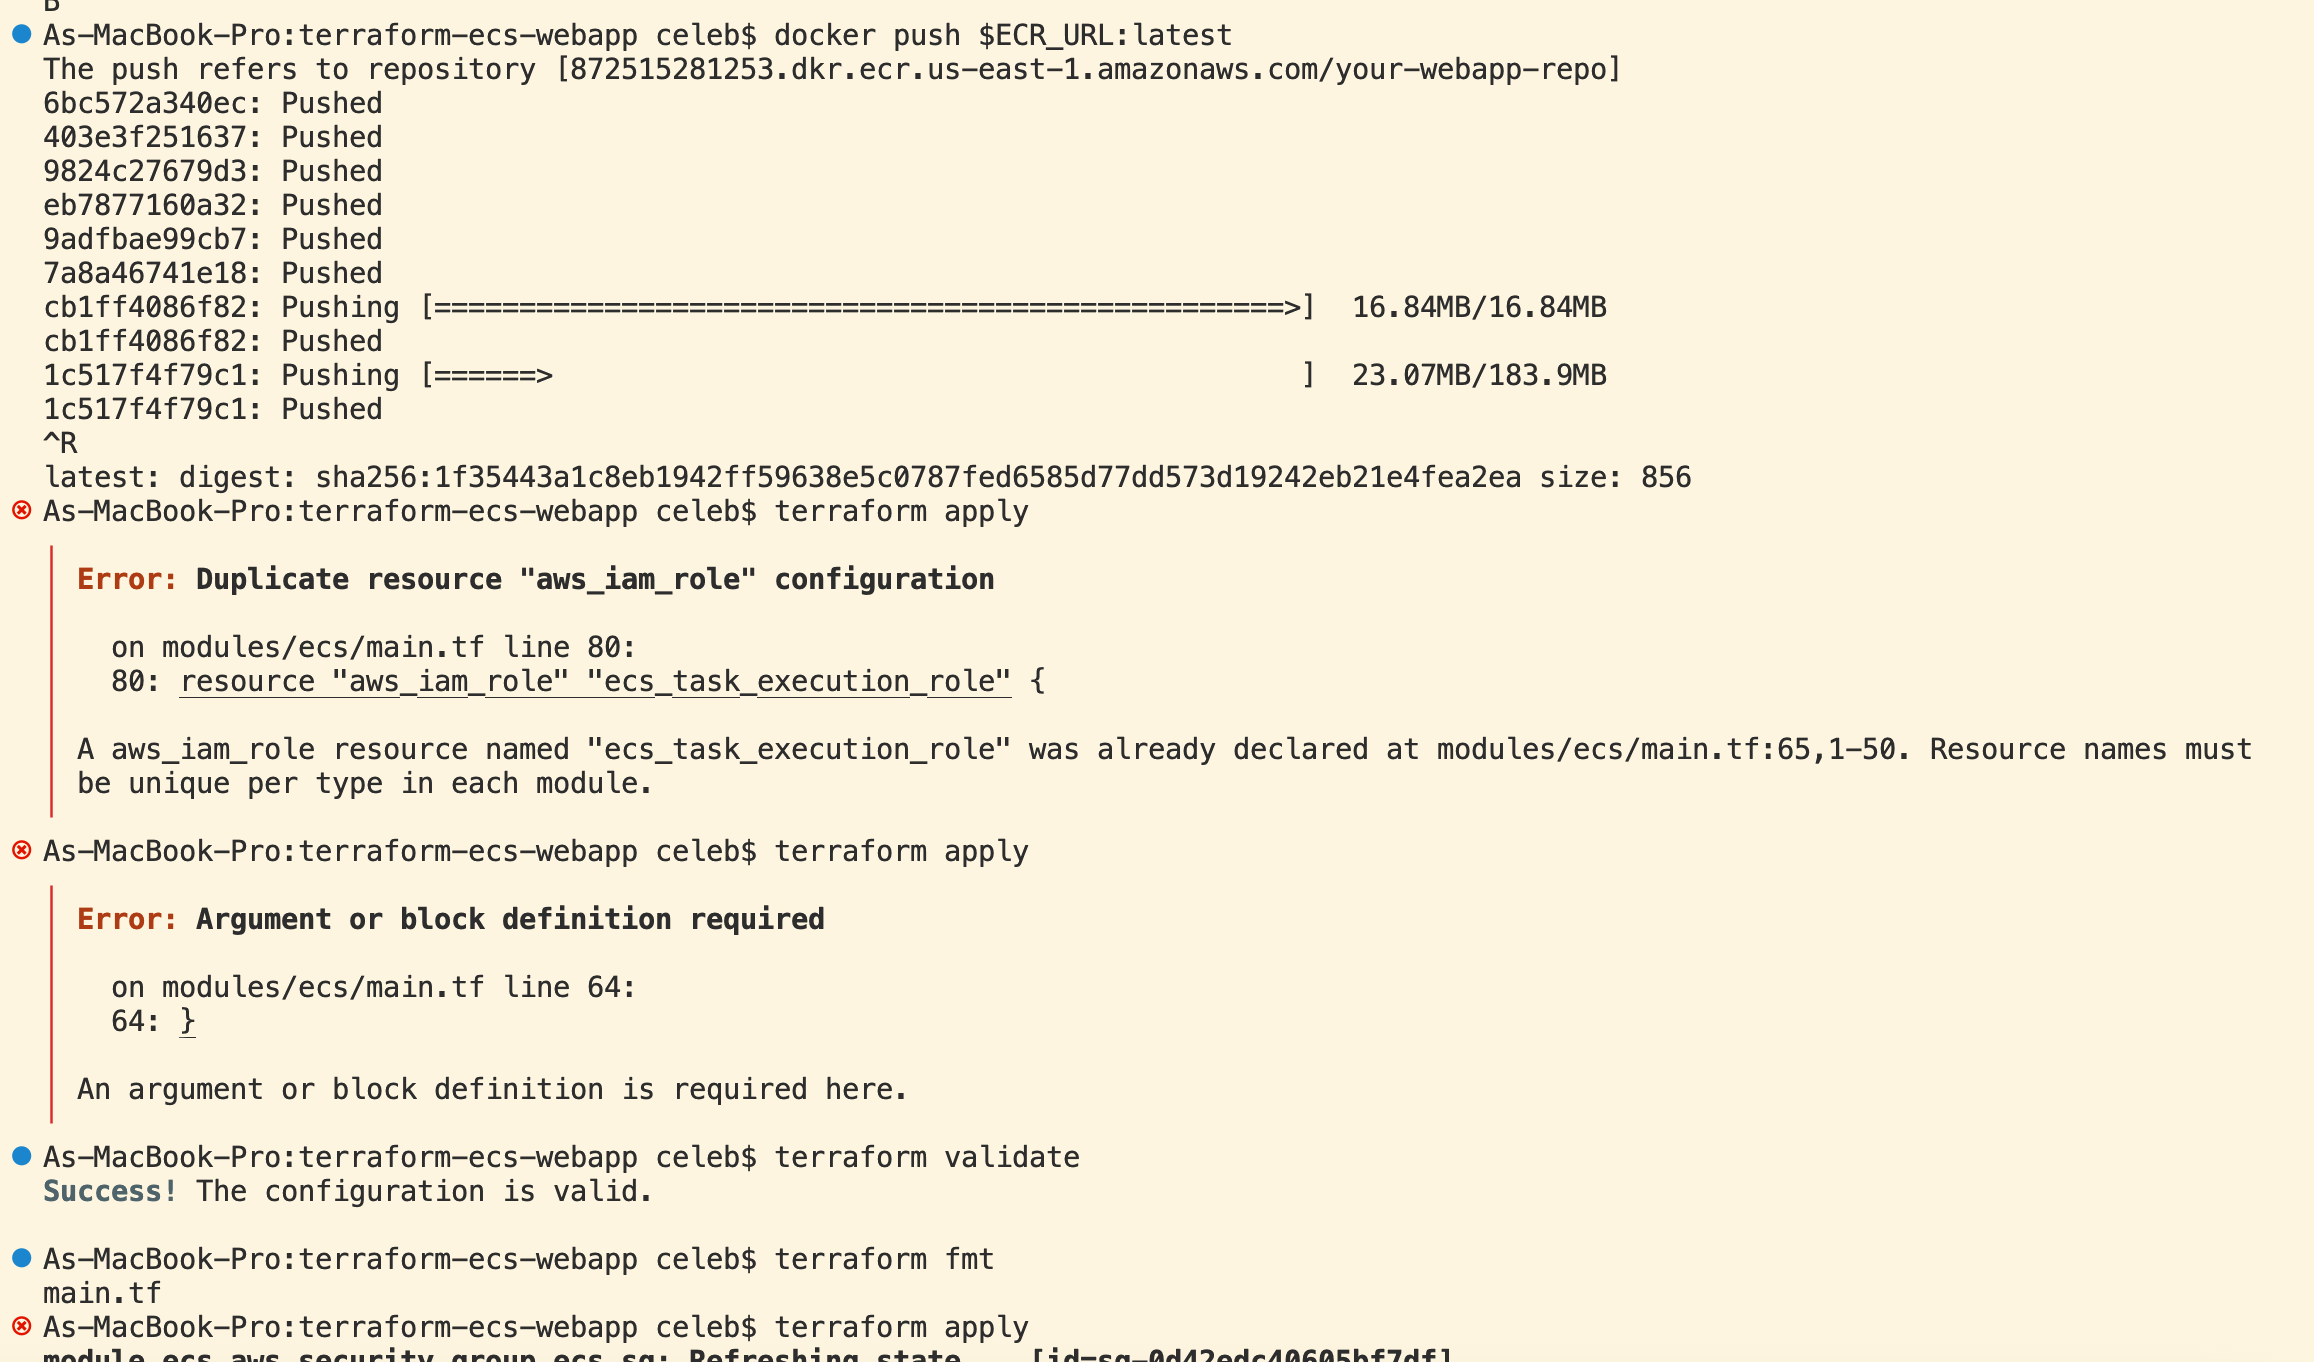 B
As-MacBook-Pro:terraform-ecs-webapp celeb$ docker push $ECR_URL:latest
The push refers to repository [872515281253.dkr.ecr.us-east-1.amazonaws.com/your-webapp-repo]
6bc572a340ec: Pushed
403e3f251637: Pushed
9824c27679d3: Pushed
eb7877160a32: Pushed
9adfbae99cb7: Pushed
7a8a46741e18: Pushed
cb1ff4086f82: Pushing [==================================================>]  16.84MB/16.84MB
cb1ff4086f82: Pushed
1c517f4f79c1: Pushing [======>                                            ]  23.07MB/183.9MB
1c517f4f79c1: Pushed
^R
latest: digest: sha256:1f35443a1c8eb1942ff59638e5c0787fed6585d77dd573d19242eb21e4fea2ea size: 856
As-MacBook-Pro:terraform-ecs-webapp celeb$ terraform apply
Error: Duplicate resource "aws_iam_role" configuration
on modules/ecs/main.tf line 80:
80: resource "aws_iam_role" "ecs_task_execution_role" {
A aws_iam_role resource named "ecs_task_execution_role" was already declared at modules/ecs/main.tf:65,1-50. Resource names must
be unique per type in each module.
As-MacBook-Pro:terraform-ecs-webapp celeb$ terraform apply
Error: Argument or block definition required
on modules/ecs/main.tf line 64:
64: }
An argument or block definition is required here.
As-MacBook-Pro:terraform-ecs-webapp celeb$ terraform validate
Success! The configuration is valid.
As-MacBook-Pro:terraform-ecs-webapp celeb$ terraform fmt
main.tf
As-MacBook-Pro:terraform-ecs-webapp celeb$ terraform apply
module.ecs.aws_security_group.ecs_sg: Refreshing state... [id=sg-0d42edc40605bf7df]